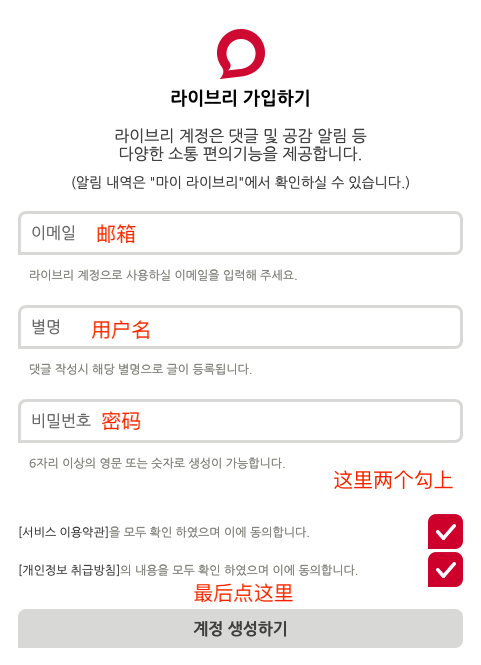 라이브리 가입하기
라이브리 계정은 댓글 및 공감 알림 등
다양한 소통 편의기능을 제공합니다.
(알림 내역은 "마이 라이브리"에서 확인하실 수 있습니다.)
이메일 邮箱
라이브리 계정으로 사용하실 이메일을 입력해 주세요.
별명 用户名
댓글 작성시 해당 별명으로 글이 등록됩니다.
비밀번호 密码
6자리 이상의 영문 또는 숫자로 생성이 가능합니다.
这里两个勾上
[서비스 이용약관]을 모두 확인 하였으며 이에 동의합니다.
[개인정보 취급방침]의 내용을 모두 확인 하였으며 이에 동의합니다.
最后点这里
계정 생성하기